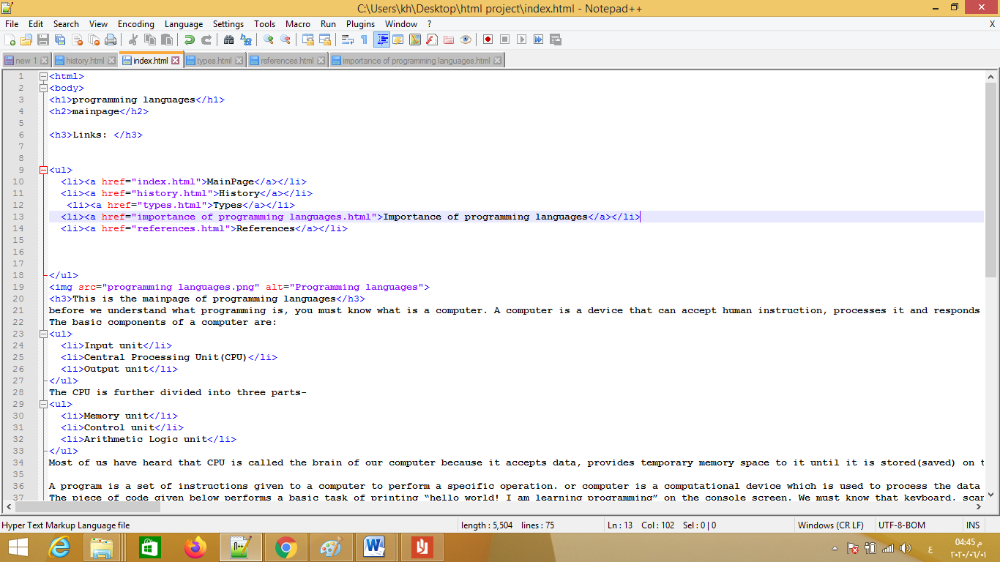 C:\Users\kh\Desktop\html project\index.html - Notepad++
File Edit Search View Encoding Language Settings Tools Macro Run Plugins Window ? X
new 1 history.html index.html types.html references.html importance of programming languages.html
1 <html>
2 <body>
3 <h1>programming languages</h1>
4 <h2>mainpage</h2>
5
6 <h3>Links: </h3>
7
8
9 <ul>
10 <li><a href="index.html">MainPage</a></li>
11 <li><a href="history.html">History</a></li>
12 <li><a href="types.html">Types</a></li>
13 <li><a href="importance of programming languages.html">Importance of programming languages</a></li>
14 <li><a href="references.html">References</a></li>
15
16
17
18 </ul>
19 <img src="programming languages.png" alt="Programming languages">
20 <h3>This is the mainpage of programming languages</h3>
21 before we understand what programming is, you must know what is a computer. A computer is a device that can accept human instruction, processes it and responds
22 The basic components of a computer are:
23 <ul>
24 <li>Input unit</li>
25 <li>Central Processing Unit(CPU)</li>
26 <li>Output unit</li>
27 </ul>
28 The CPU is further divided into three parts-
29 <ul>
30 <li>Memory unit</li>
31 <li>Control unit</li>
32 <li>Arithmetic Logic unit</li>
33 </ul>
34 Most of us have heard that CPU is called the brain of our computer because it accepts data, provides temporary memory space to it until it is stored(saved) on t
35
36 A program is a set of instructions given to a computer to perform a specific operation. or computer is a computational device which is used to process the data
37 The piece of code given below performs a basic task of printing “hello world! I am learning programming” on the console screen. We must know that keyboard, scan
Hyper Text Markup Language file length : 5,504 lines : 75 Ln : 13 Col : 102 Sel : 0 | 0 Windows (CR LF) UTF-8-BOM INS
ع
04:45 م
٢٠٢٠/٠٦/٠١